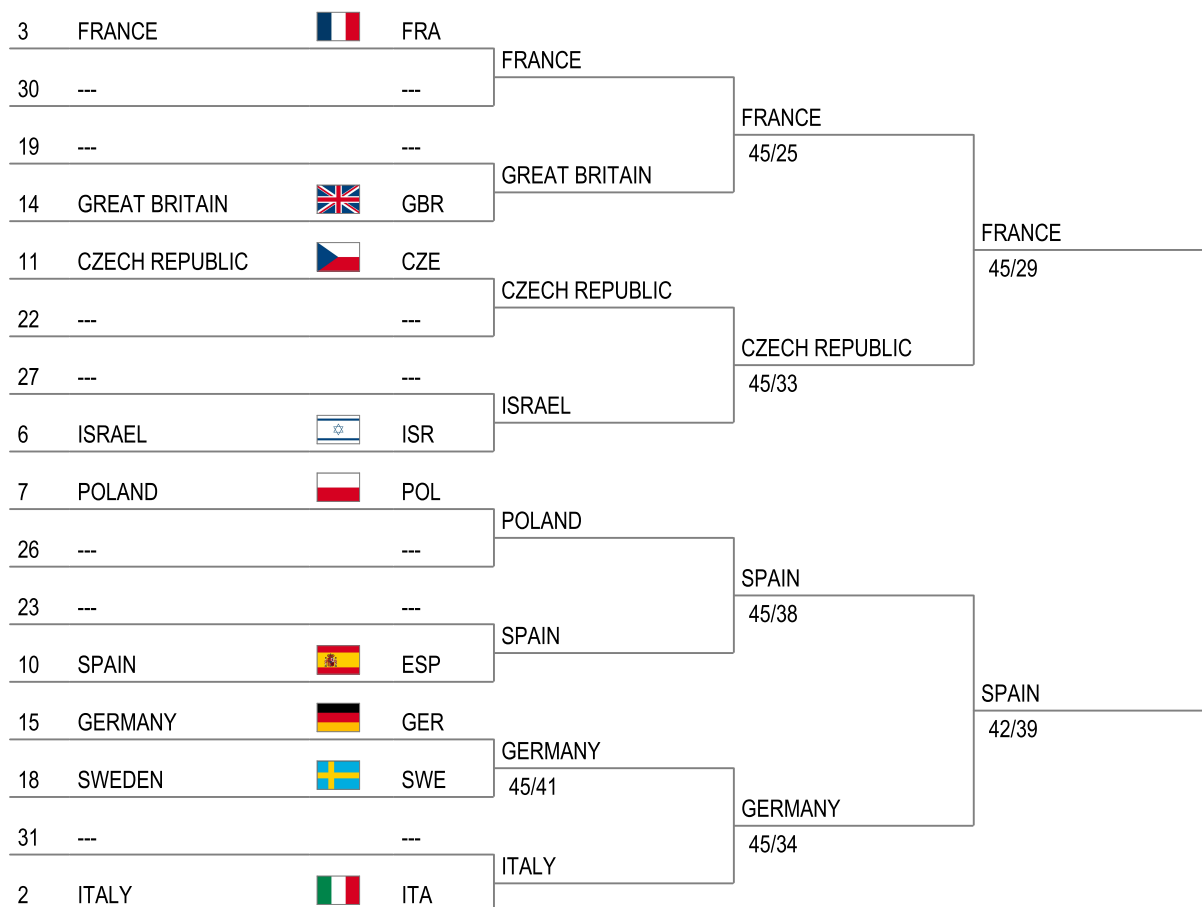 3 FRANCE FRA
30 --- ---
19 --- ---
14 GREAT BRITAIN GBR
11 CZECH REPUBLIC CZE
22 --- ---
27 --- ---
6 ISRAEL ISR
7 POLAND POL
26 --- ---
23 --- ---
10 SPAIN ESP
15 GERMANY GER
18 SWEDEN SWE
31 --- ---
2 ITALY ITA
FRANCE
GREAT BRITAIN
CZECH REPUBLIC
ISRAEL
POLAND
SPAIN
GERMANY
45/41
ITALY
FRANCE
45/25
CZECH REPUBLIC
45/33
SPAIN
45/38
GERMANY
45/34
FRANCE
45/29
SPAIN
42/39